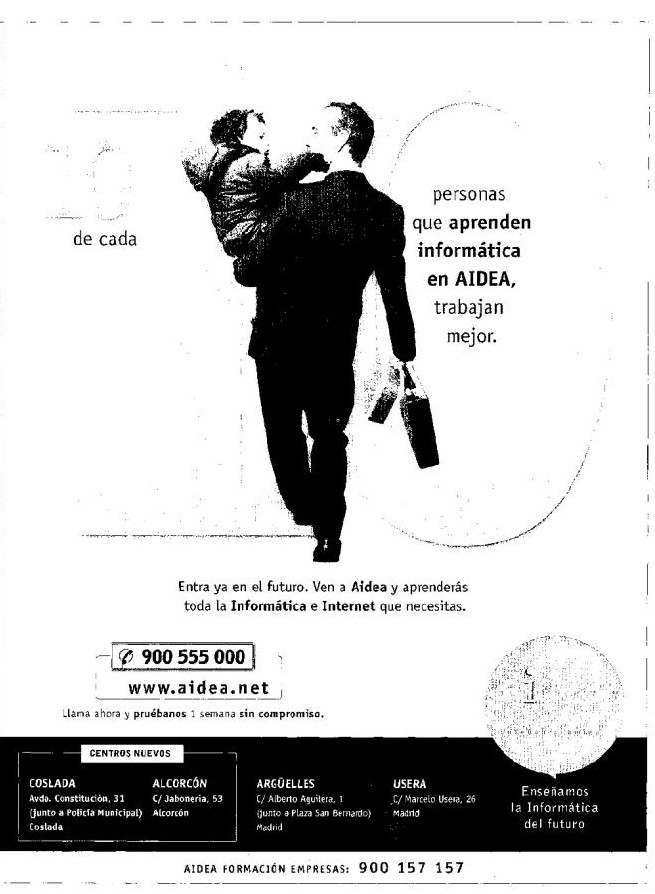 10
de cada
personas
que aprenden
informática
en AIDEA,
trabajan
mejor.
Entra ya en el futuro. Ven a Aidea y aprenderás
toda la Informática e Internet que necesitas.
900 555 000
www.aidea.net
Llama ahora y pruébanos 1 semana sin compromiso.
CENTROS NUEVOS
COSLADA
Avda. Constitución, 31
(junto a Policía Municipal)
Coslada
ALCORCÓN
C/ Jabonería, 53
Alcorcón
ARGÜELLES
C/ Alberto Aguilera, 1
(junto a Plaza San Bernardo)
Madrid
USERA
C/ Marcelo Usera, 26
Madrid
Enseñamos
la Informática
del futuro
AIDEA FORMACIÓN EMPRESAS: 900 157 157